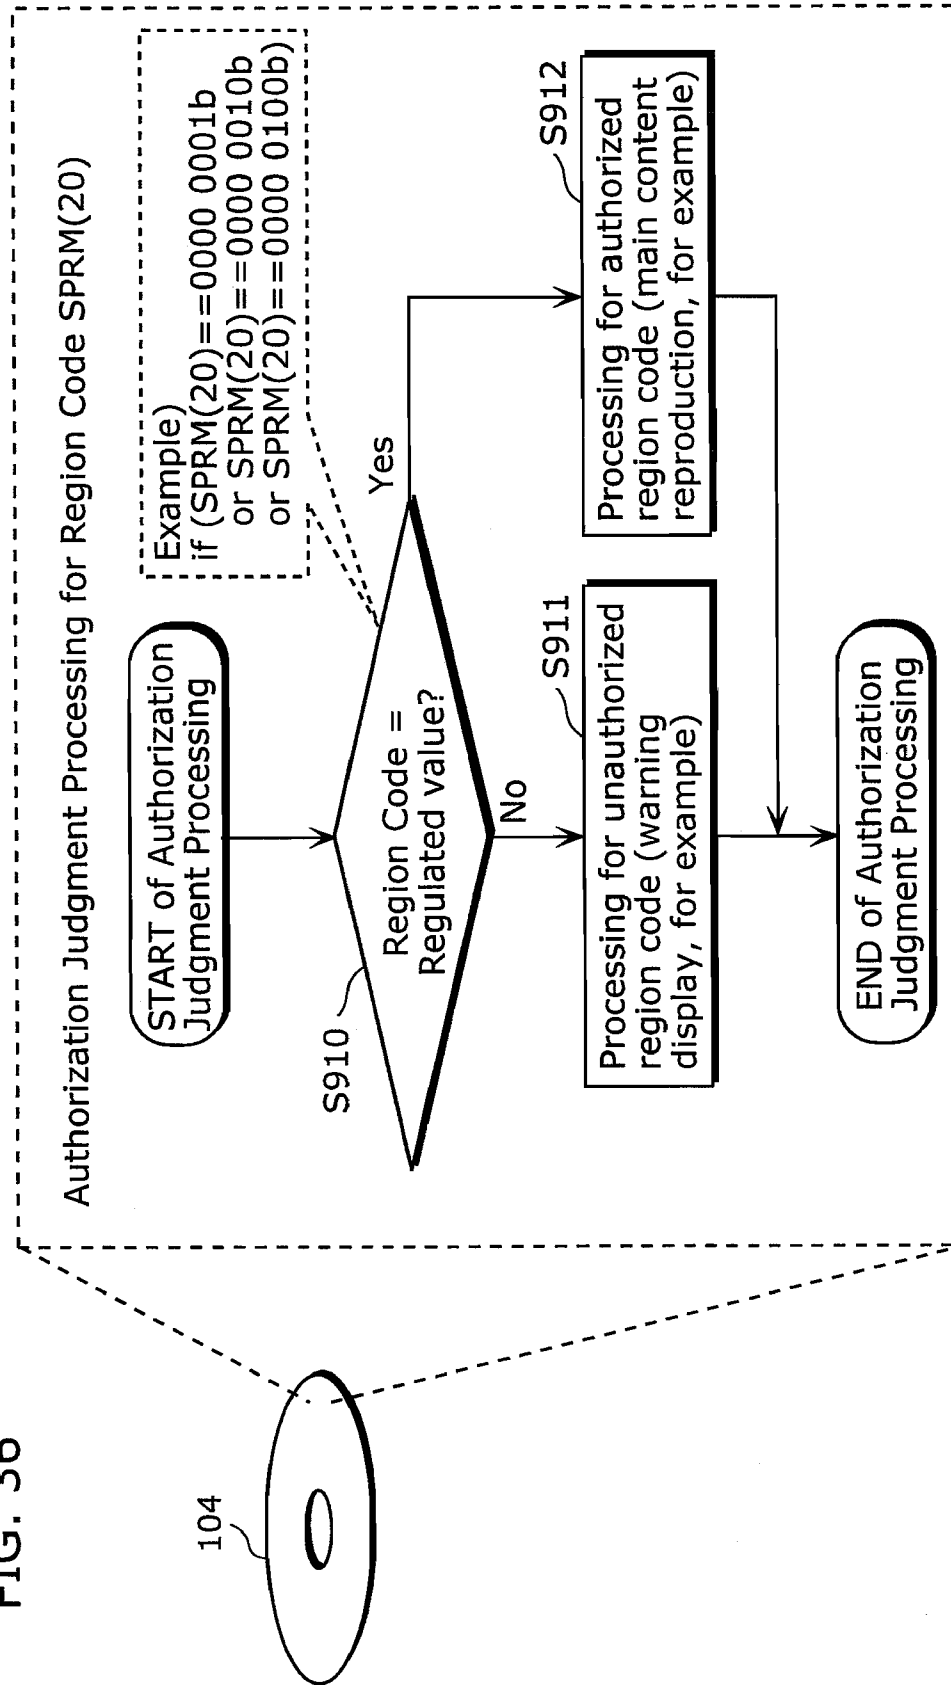 FIG. 36
Authorization Judgment Processing for Region Code SPRM(20)
104
START of Authorization
Judgment Processing
Example)
if (SPRM(20)==0000 0001b
or SPRM(20)==0000 0010b
or SPRM(20)==0000 0100b)
S910
Region Code =
Regulated value?
Yes
No
S911
Processing for unauthorized
region code (warning
display, for example)
S912
Processing for authorized
region code (main content
reproduction, for example)
END of Authorization
Judgment Processing